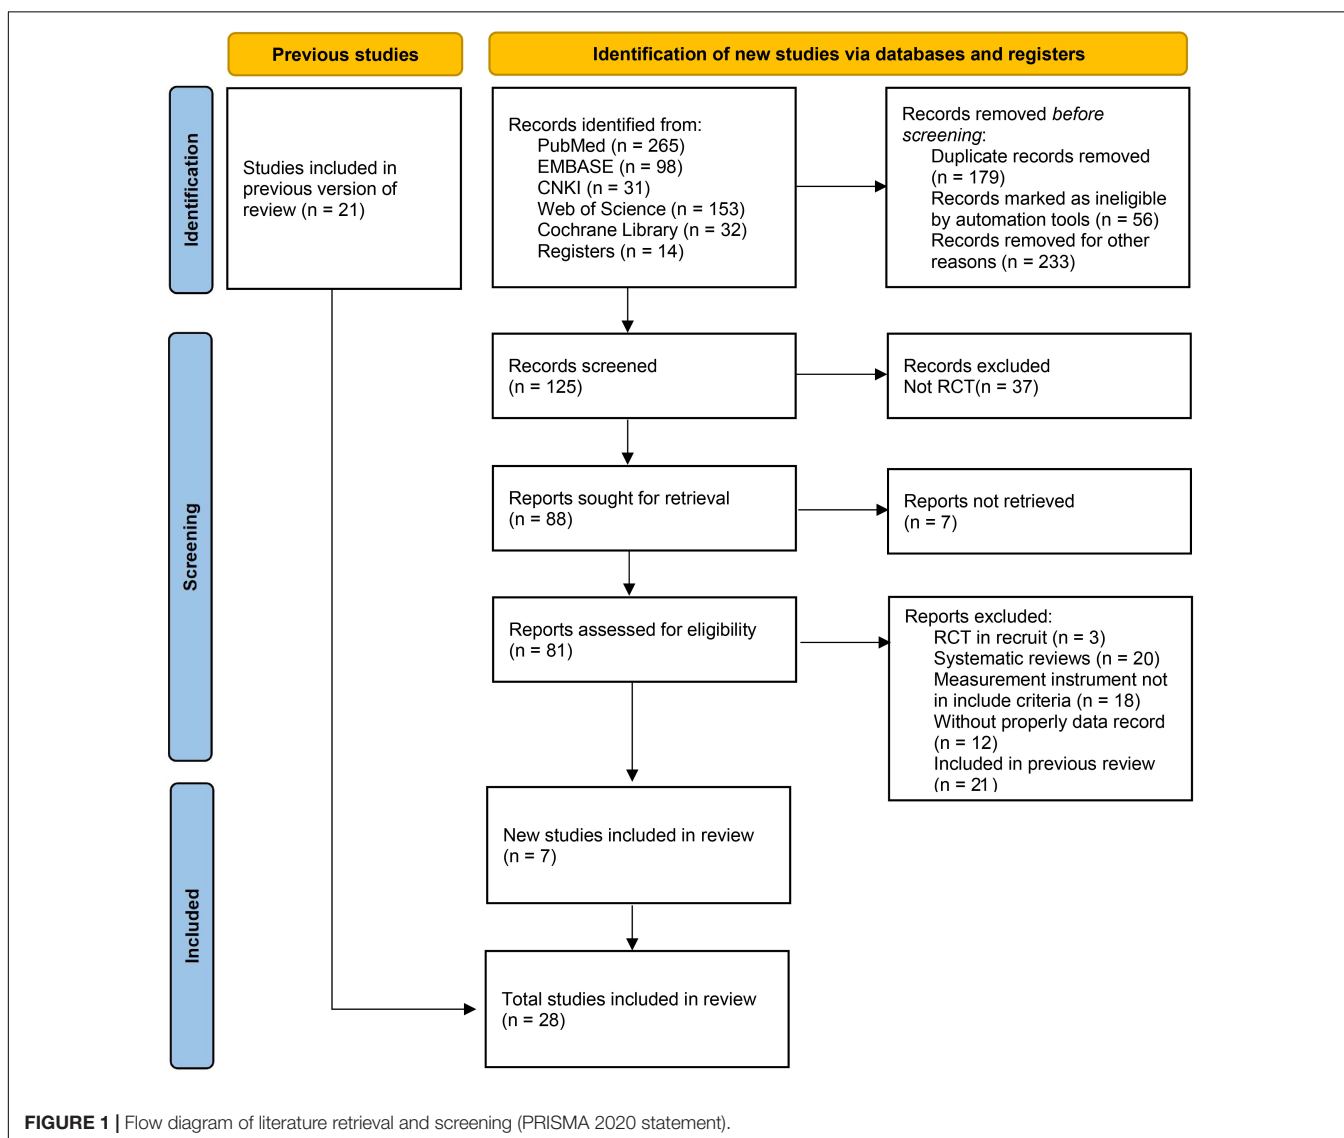 Previous studies
Identification of new studies via databases and registers
Identification
Studies included in
previous version of
review (n = 21)
Records identified from:
PubMed (n = 265)
EMBASE (n = 98)
CNKI (n = 31)
Web of Science (n = 153)
Cochrane Library (n = 32)
Registers (n = 14)
Records removed before
screening:
Duplicate records removed
(n = 179)
Records marked as ineligible
by automation tools (n = 56)
Records removed for other
reasons (n = 233)
Screening
Records screened
(n = 125)
Records excluded
Not RCT(n = 37)
Reports sought for retrieval
(n = 88)
Reports not retrieved
(n = 7)
Reports assessed for eligibility
(n = 81)
Reports excluded:
RCT in recruit (n = 3)
Systematic reviews (n = 20)
Measurement instrument not
in include criteria (n = 18)
Without properly data record
(n = 12)
Included in previous review
(n = 21)
Included
New studies included in review
(n = 7)
Total studies included in review
(n = 28)
FIGURE 1 | Flow diagram of literature retrieval and screening (PRISMA 2020 statement).